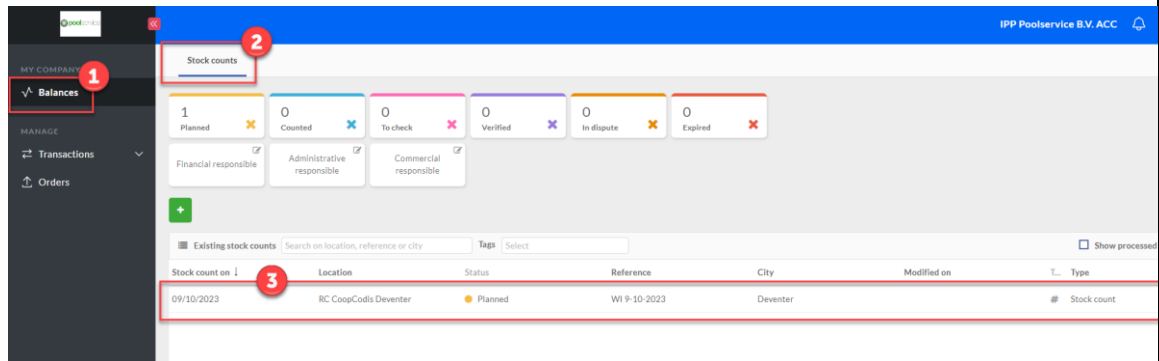 poolservice
IPP Poolservice B.V. ACC
2
Stock counts
MY COMPANY
1
Balances
1
Planned
0
Counted
0
To check
0
Verified
0
In dispute
0
Expired
MANAGE
Transactions
Financial responsible
Administrative
responsible
Commercial
responsible
Orders
+
Existing stock counts Search on location, reference or city Tags Select Show processed
Stock count on ↓ Location Status Reference City Modified on T... Type
3
09/10/2023 RC CoopCodis Deventer Planned WI 9-10-2023 Deventer # Stock count